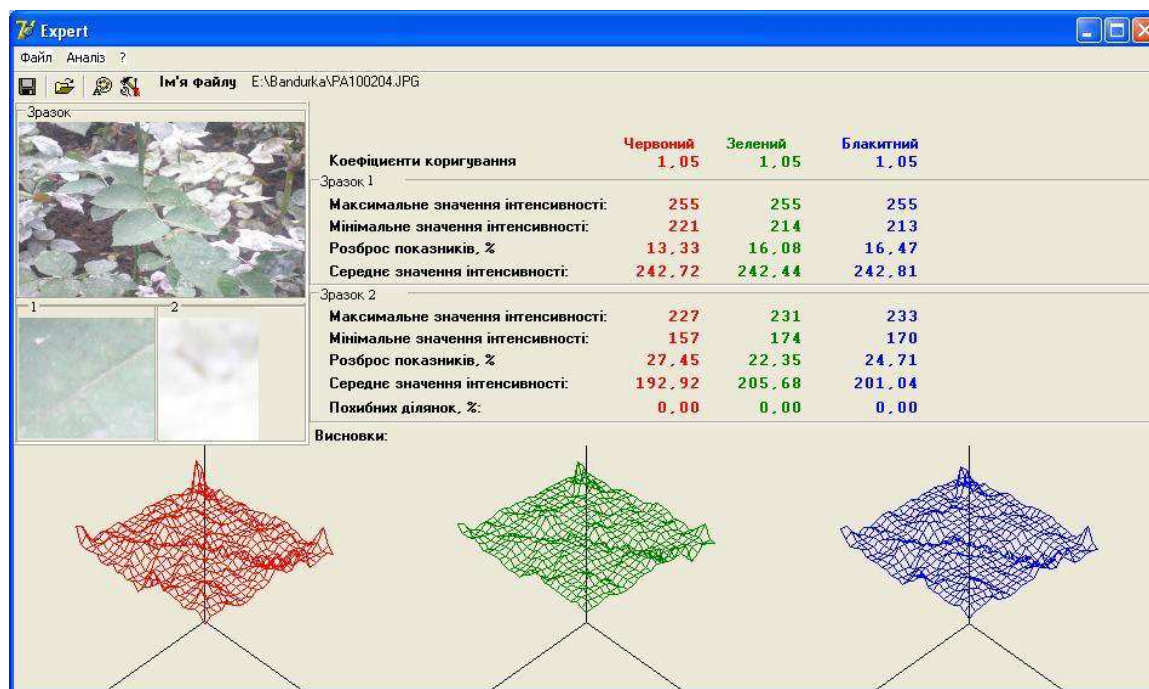 Expert
Файл Аналіз ?
Ім'я файлу E:\Bandurka\PA100204.JPG
Зразок
Червоний Зелений Блакитний
Коефіциенти коригування 1,05 1,05 1,05
Зразок 1
Максимальне значення інтенсивності: 255 255 255
Мінімальне значення інтенсивності: 221 214 213
Розброс показників, % 13,33 16,08 16,47
Середнє значення інтенсивності: 242,72 242,44 242,81
Зразок 2
Максимальне значення інтенсивності: 227 231 233
Мінімальне значення інтенсивності: 157 174 170
Розброс показників, % 27,45 22,35 24,71
Середнє значення інтенсивності: 192,92 205,68 201,04
Похибних ділянок, %: 0,00 0,00 0,00
1 2
Висновки: